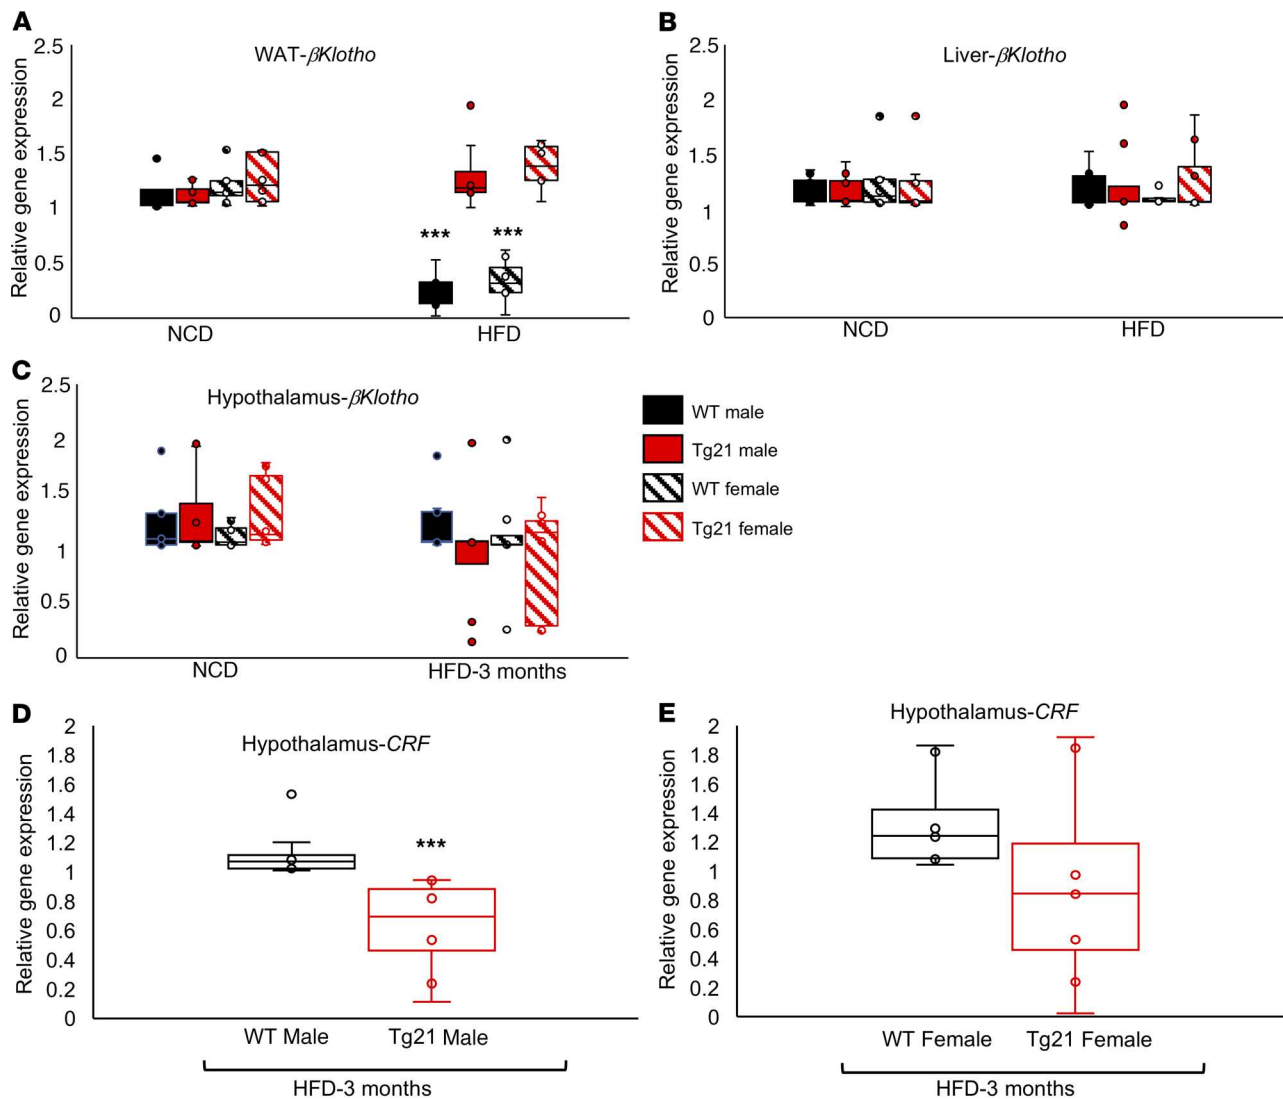 A
WAT-βKlotho
Relative gene expression
2.5
2
1.5
1
0.5
0
***
***
NCD
HFD
B
Liver-βKlotho
Relative gene expression
2.5
2
1.5
1
0.5
0
NCD
HFD
C
Hypothalamus-βKlotho
Relative gene expression
2.5
2
1.5
1
0.5
0
NCD
HFD-3 months
WT male
Tg21 male
WT female
Tg21 female
D
Hypothalamus-CRF
Relative gene expression
2
1.8
1.6
1.4
1.2
1
0.8
0.6
0.4
0.2
0
***
WT Male
Tg21 Male
HFD-3 months
E
Hypothalamus-CRF
Relative gene expression
2
1.8
1.6
1.4
1.2
1
0.8
0.6
0.4
0.2
0
WT Female
Tg21 Female
HFD-3 months